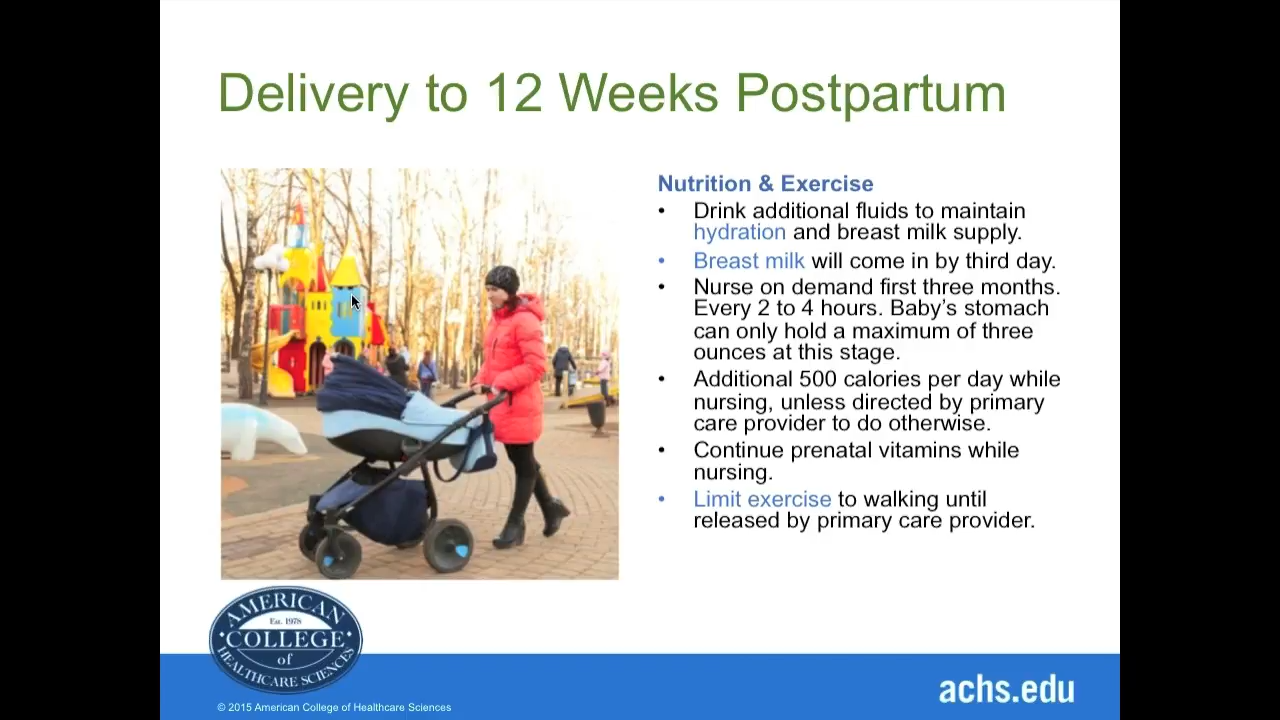 Delivery to 12 Weeks Postpartum
Nutrition & Exercise
• Drink additional fluids to maintain
hydration and breast milk supply.
• Breast milk will come in by third day.
• Nurse on demand first three months.
Every 2 to 4 hours. Baby’s stomach
can only hold a maximum of three
ounces at this stage.
• Additional 500 calories per day while
nursing, unless directed by primary
care provider to do otherwise.
• Continue prenatal vitamins while
nursing.
• Limit exercise to walking until
released by primary care provider.
AMERICAN
Est. 1978
COLLEGE
of
HEALTHCARE SCIENCES
achs.edu
© 2015 American College of Healthcare Sciences